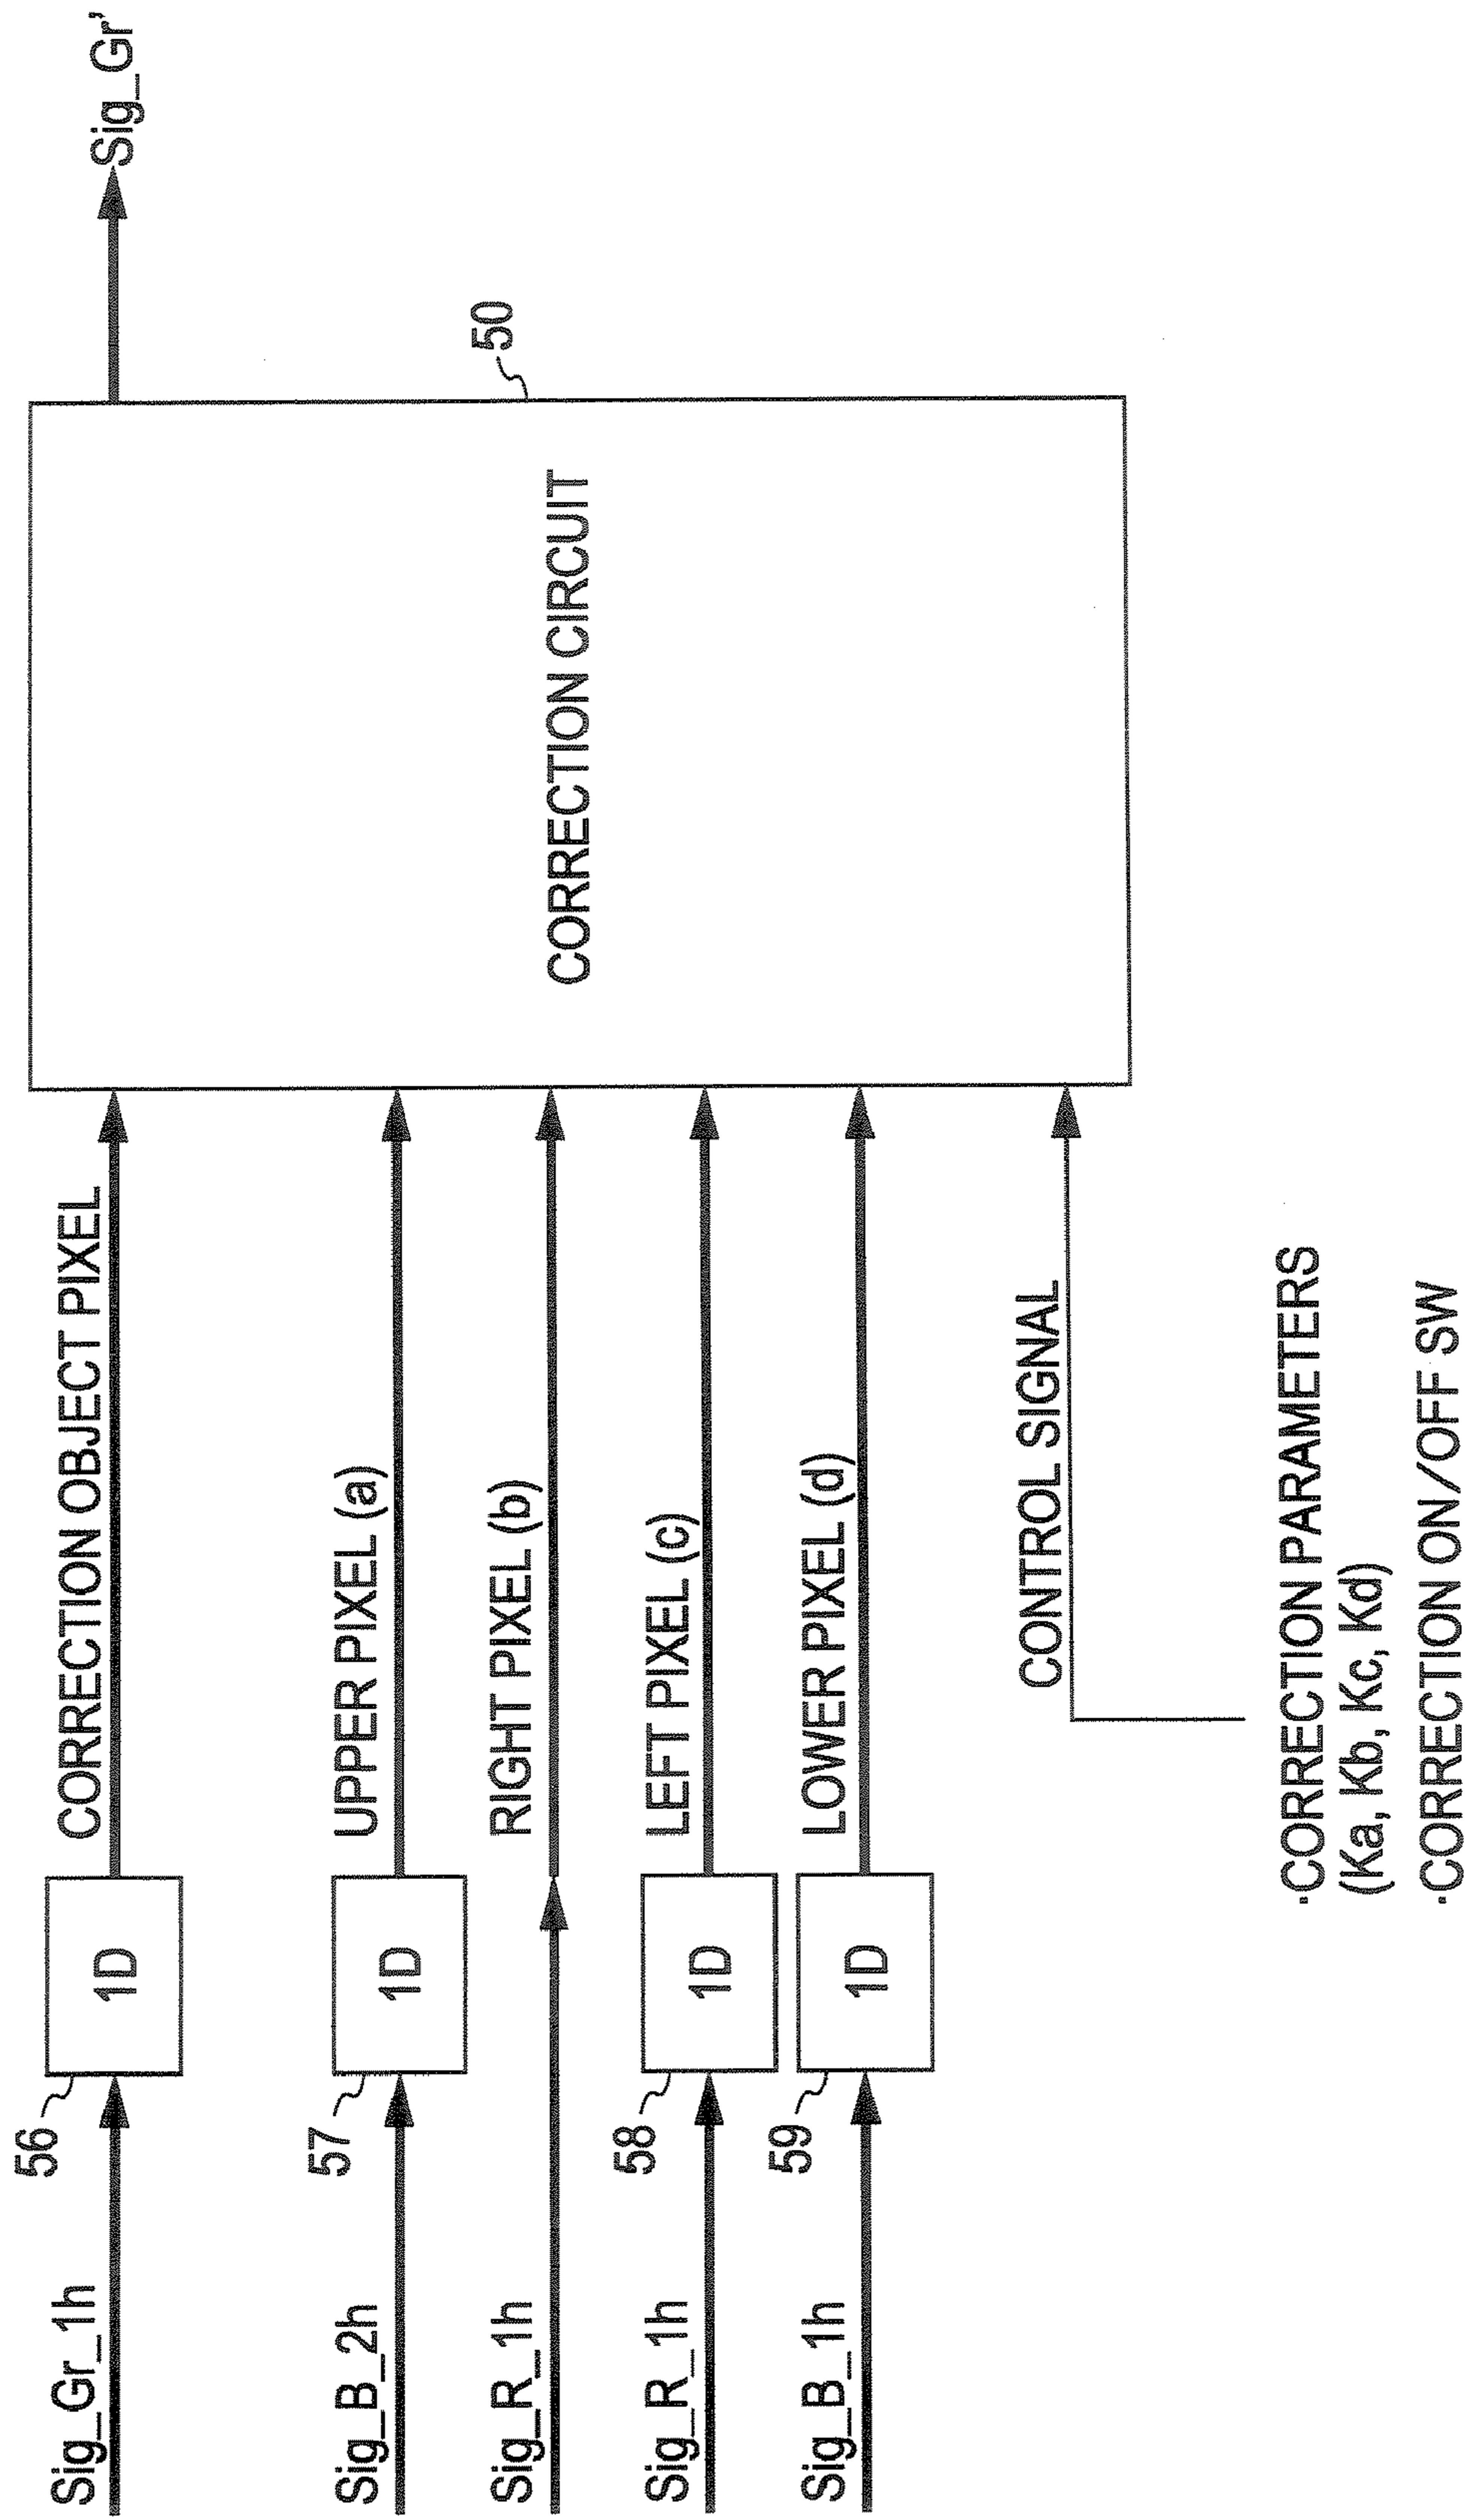 Sig_Gr_1h
56
1D
CORRECTION OBJECT PIXEL
Sig_Gr'
Sig_B_2h
57
1D
UPPER PIXEL (a)
Sig_R_1h
RIGHT PIXEL (b)
50
CORRECTION CIRCUIT
Sig_R_1h
58
1D
LEFT PIXEL (c)
Sig_B_1h
59
1D
LOWER PIXEL (d)
CONTROL SIGNAL
·CORRECTION PARAMETERS
(Ka, Kb, Kc, Kd)
·CORRECTION ON/OFF SW